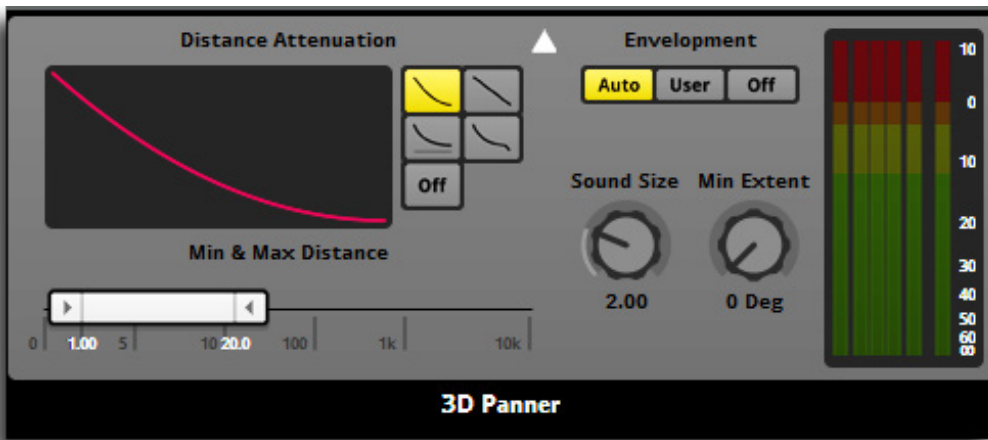 Distance Attenuation
Envelopment
Auto User Off
Off
Sound Size Min Extent
2.00 0 Deg
Min & Max Distance
0 1.00 5 10 20.0 100 1k 10k
10
0
10
20
30
40
50
60
∞
3D Panner